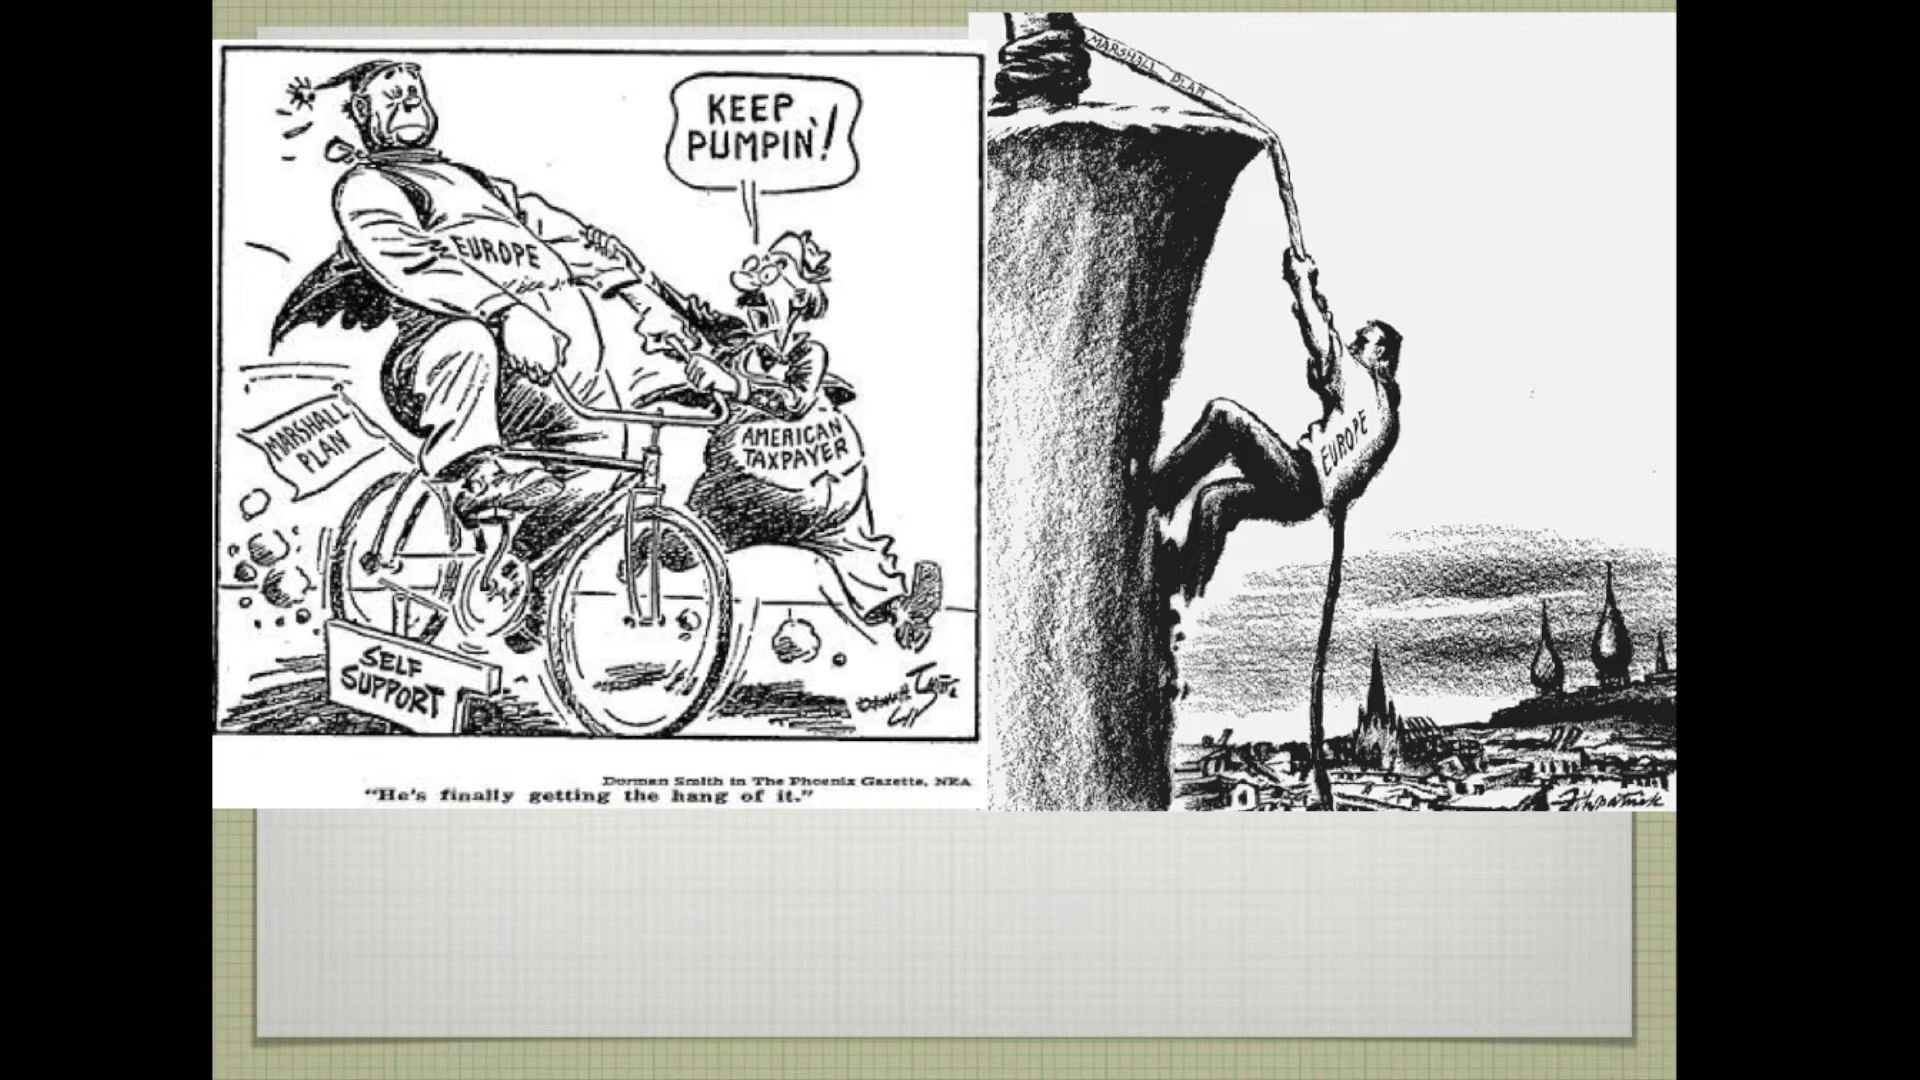 KEEP
PUMPIN'!
EUROPE
AMERICAN
TAXPAYER
MARSHALL
PLAN
SELF
SUPPORT
Dorman Smith in The Phoenix Gazette, NEA
"He's finally getting the hang of it."
MARSHALL PLAN
EUROPE
Fitzpatrick